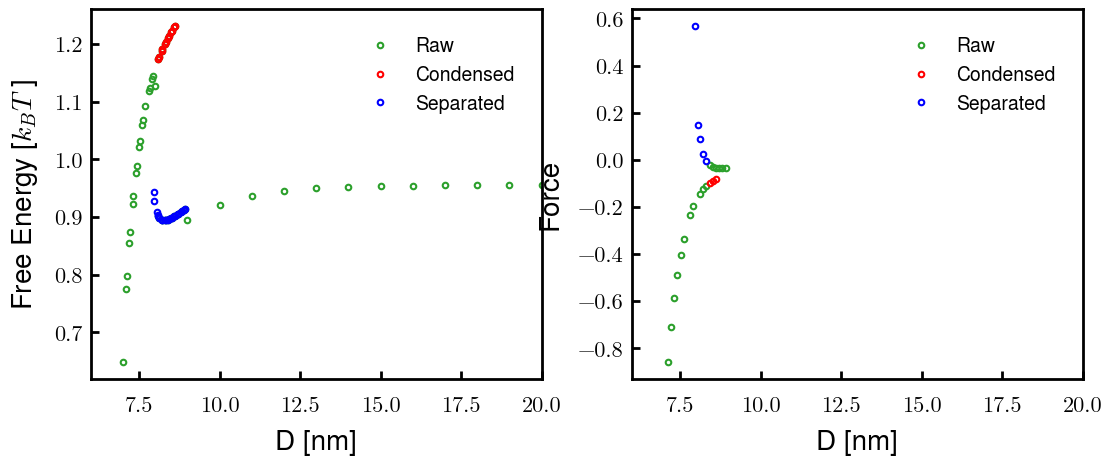 Free Energy [$k_BT$]
1.2
1.1
1.0
0.9
0.8
0.7
Raw
Condensed
Separated
7.5 10.0 12.5 15.0 17.5 20.0
D [nm]
Force
0.6
0.4
0.2
0.0
−0.2
−0.4
−0.6
−0.8
Raw
Condensed
Separated
7.5 10.0 12.5 15.0 17.5 20.0
D [nm]